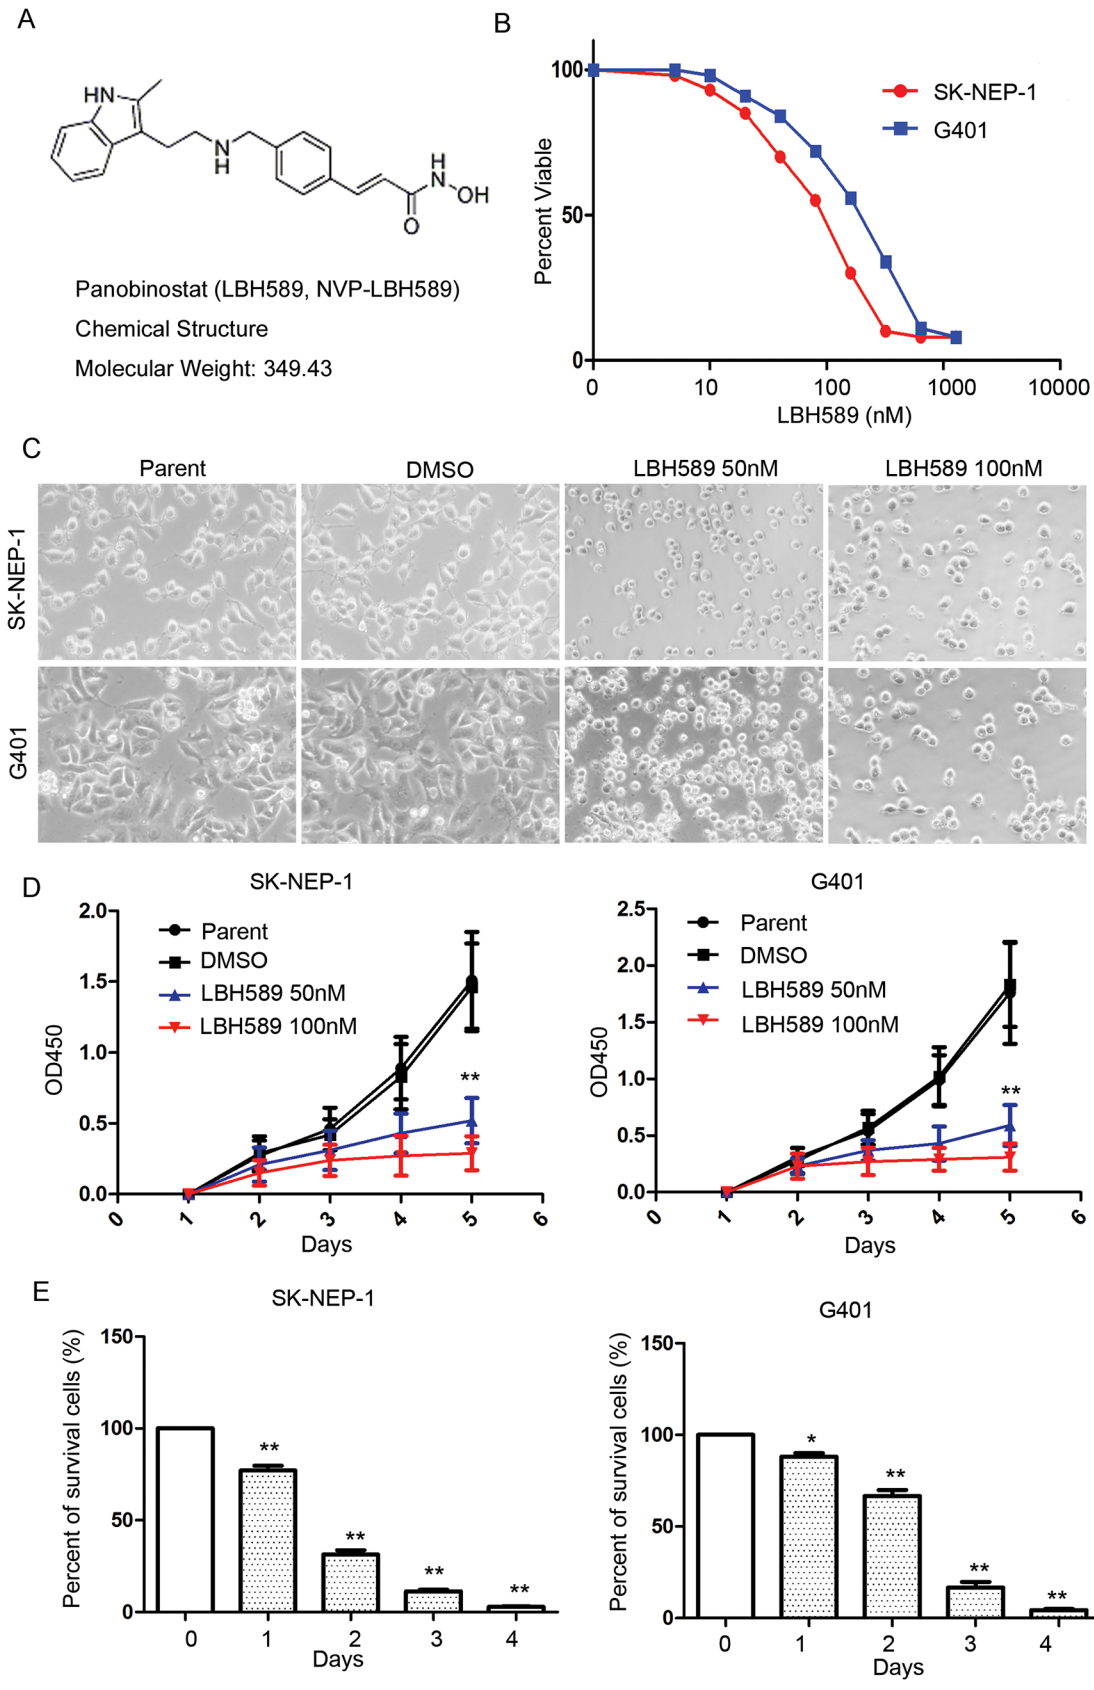 A
HN
N
H
H
N
OH
O
Panobinostat (LBH589, NVP-LBH589)
Chemical Structure
Molecular Weight: 349.43
B
SK-NEP-1
G401
Percent Viable
100
50
0
0 10 100 1000 10000
LBH589 (nM)
C
Parent DMSO LBH589 50nM LBH589 100nM
SK-NEP-1
G401
D
SK-NEP-1
Parent
DMSO
LBH589 50nM
LBH589 100nM
OD450
2.0
1.5
1.0
0.5
0.0
**
0 1 2 3 4 5 6
Days
G401
Parent
DMSO
LBH589 50nM
LBH589 100nM
OD450
2.5
2.0
1.5
1.0
0.5
0.0
**
0 1 2 3 4 5 6
Days
E
SK-NEP-1
Percent of survival cells (%)
150
100
50
0
** ** ** **
0 1 2 3 4
Days
G401
Percent of survival cells (%)
150
100
50
0
* ** ** **
0 1 2 3 4
Days